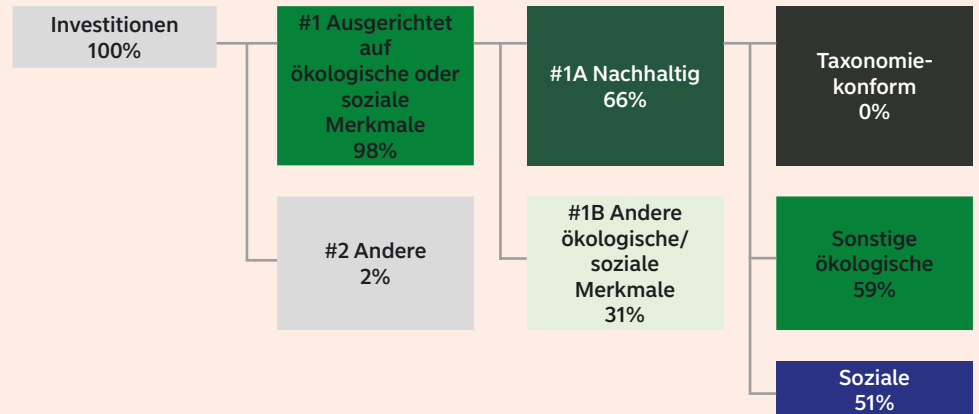 Investitionen
100%
#1 Ausgerichtet
auf
ökologische oder
soziale
Merkmale
98%
#2 Andere
2%
#1A Nachhaltig
66%
#1B Andere
ökologische/
soziale
Merkmale
31%
Taxonomie-
konform
0%
Sonstige
ökologische
59%
Soziale
51%